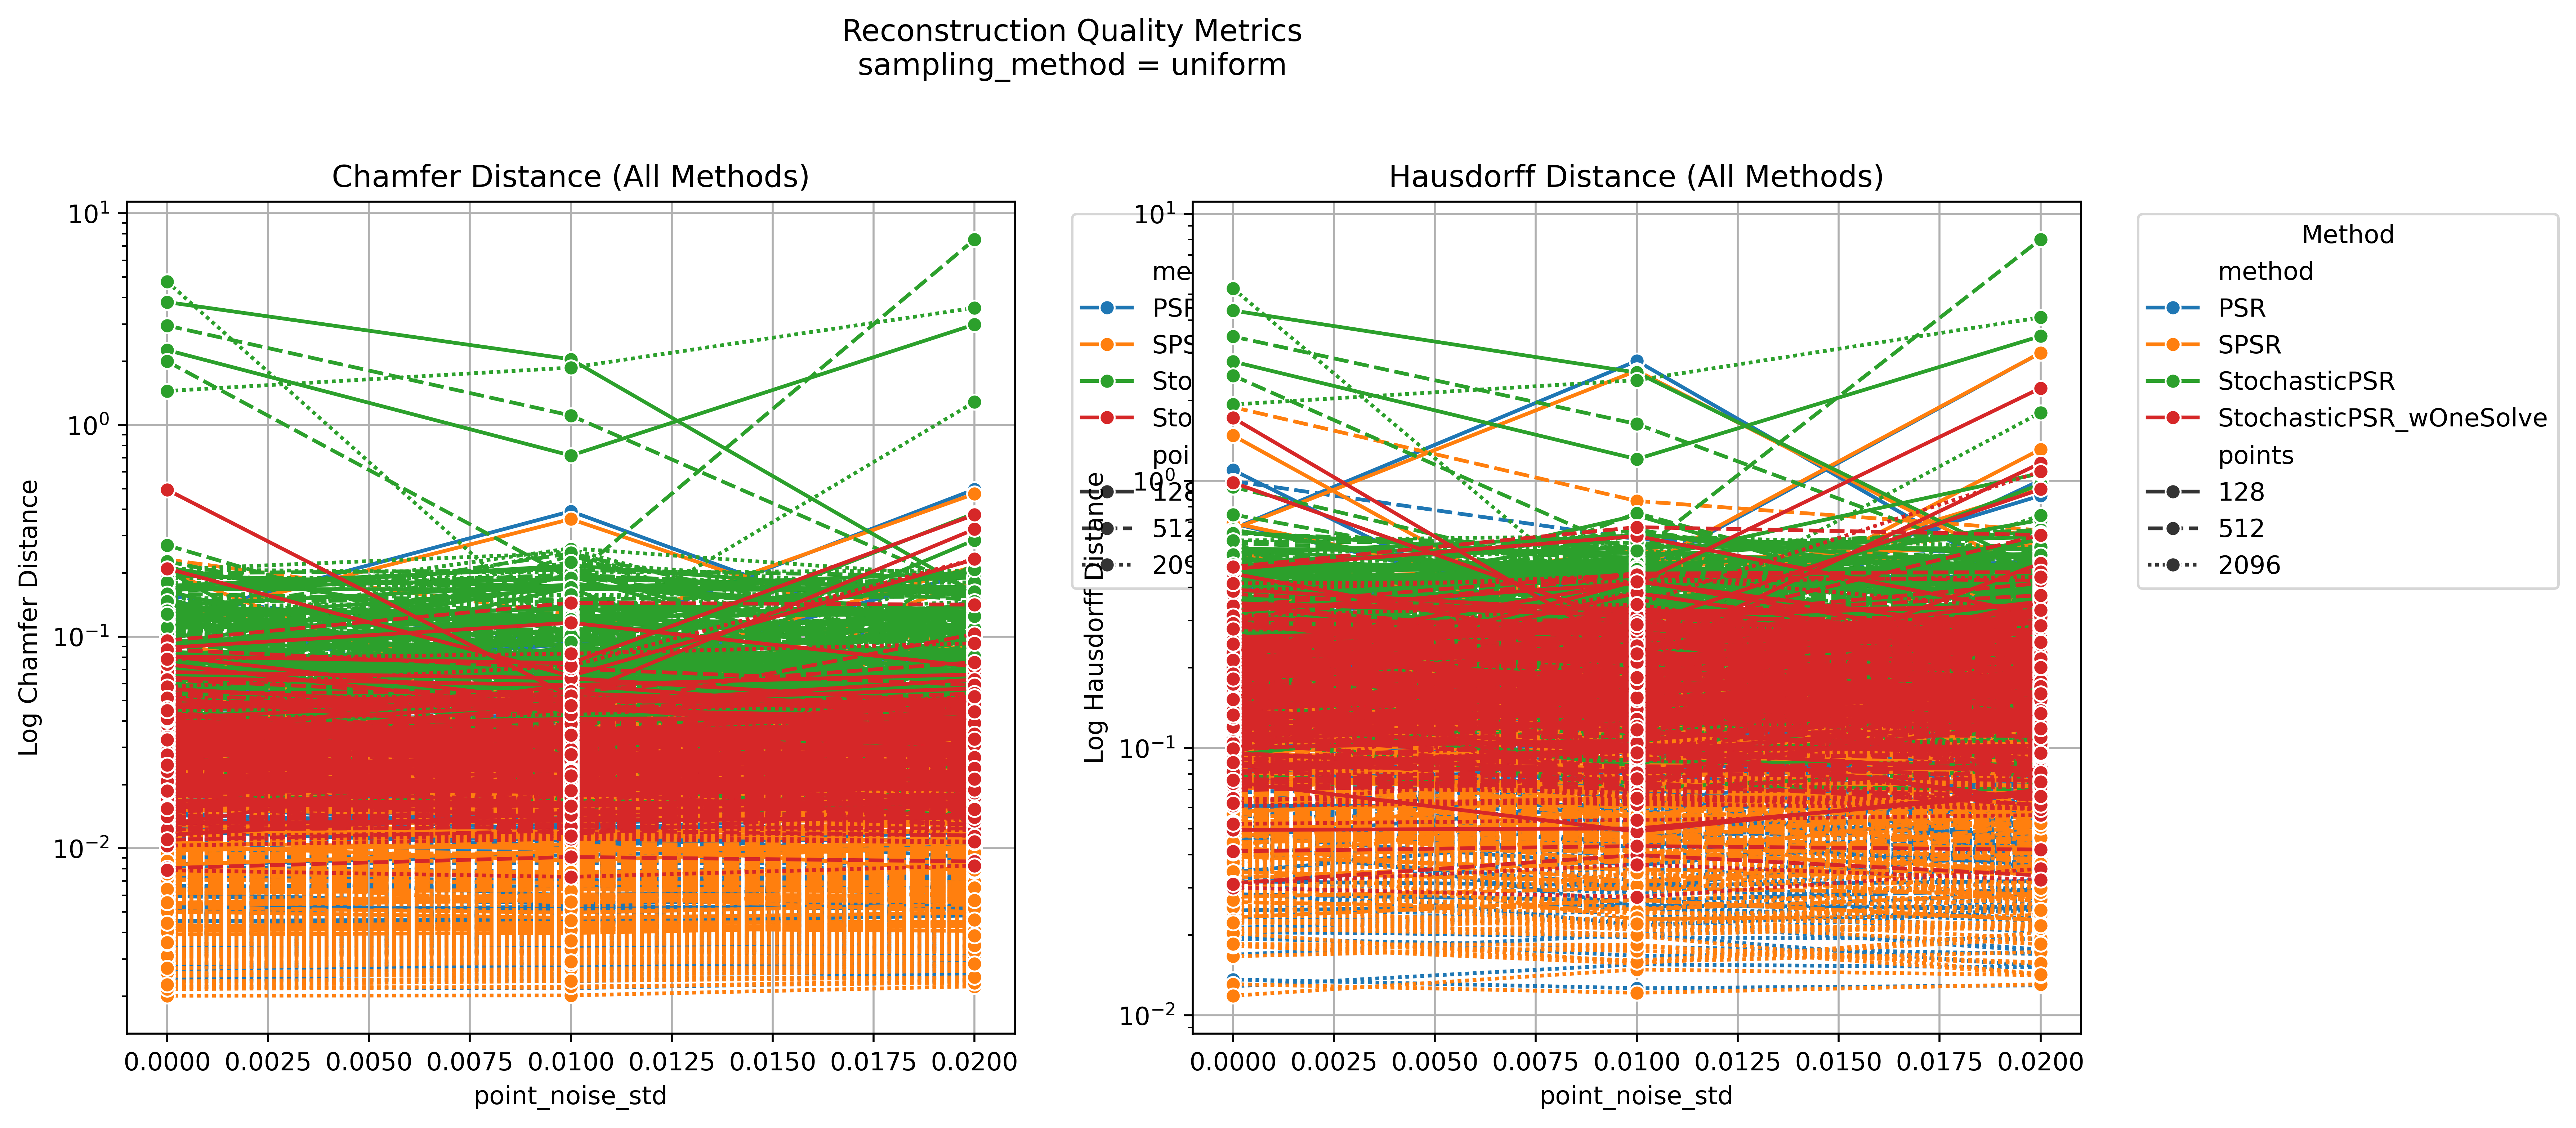 Reconstruction Quality Metrics
sampling_method = uniform
Chamfer Distance (All Methods)
10¹
10⁰
10⁻¹
10⁻²
Log Chamfer Distance
0.0000 0.0025 0.0050 0.0075 0.0100 0.0125 0.0150 0.0175 0.0200
point_noise_std
Hausdorff Distance (All Methods)
10¹
10⁰
10⁻¹
10⁻²
Log Hausdorff Distance
0.0000 0.0025 0.0050 0.0075 0.0100 0.0125 0.0150 0.0175 0.0200
point_noise_std
Method
method
PSR
SPSR
StochasticPSR
StochasticPSR_wOneSolve
points
128
512
2096